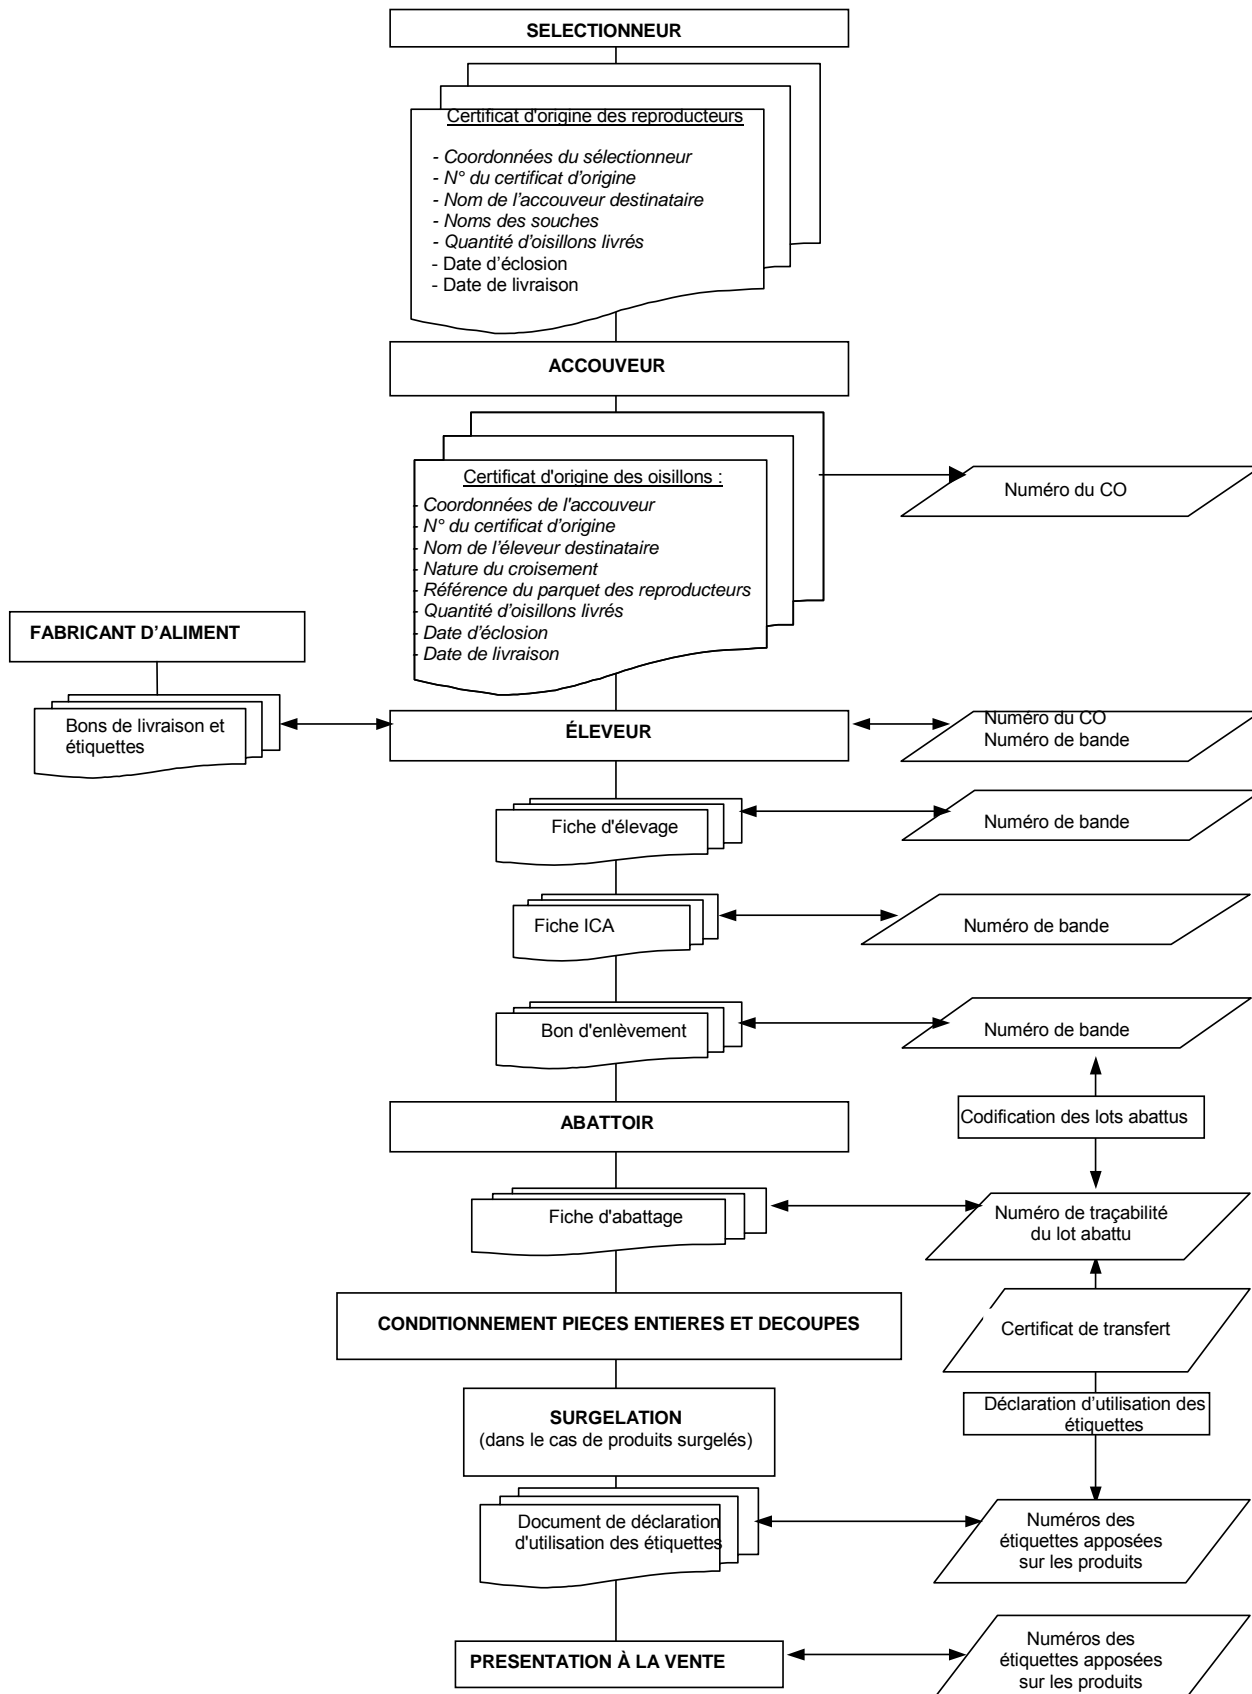 SELECTIONNEUR
Certificat d'origine des reproducteurs
- Coordonnées du sélectionneur
- N° du certificat d'origine
- Nom de l'accouveur destinataire
- Noms des souches
- Quantité d'oisillons livrés
- Date d'éclosion
- Date de livraison
ACCOUVEUR
Certificat d'origine des oisillons :
- Coordonnées de l'accouveur
- N° du certificat d'origine
- Nom de l'éleveur destinataire
- Nature du croisement
- Référence du parquet des reproducteurs
- Quantité d'oisillons livrés
- Date d'éclosion
- Date de livraison
Numéro du CO
FABRICANT D'ALIMENT
Bons de livraison et
étiquettes
ÉLEVEUR
Numéro du CO
Numéro de bande
Fiche d'élevage
Numéro de bande
Fiche ICA
Numéro de bande
Bon d'enlèvement
Numéro de bande
Codification des lots abattus
ABATTOIR
Fiche d'abattage
Numéro de traçabilité
du lot abattu
CONDITIONNEMENT PIECES ENTIERES ET DECOUPES
Certificat de transfert
SURGELATION
(dans le cas de produits surgelés)
Déclaration d'utilisation des
étiquettes
Document de déclaration
d'utilisation des étiquettes
Numéros des
étiquettes apposées
sur les produits
PRESENTATION À LA VENTE
Numéros des
étiquettes apposées
sur les produits